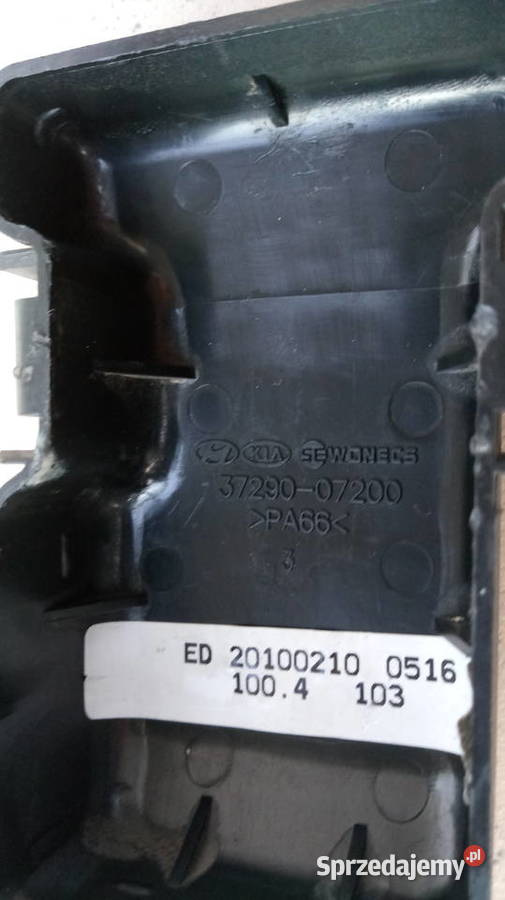 KIA SEWONECS
37290-07200
>PA66<
3
ED 20100210 0516
100.4 103
Sprzedajemy.pl